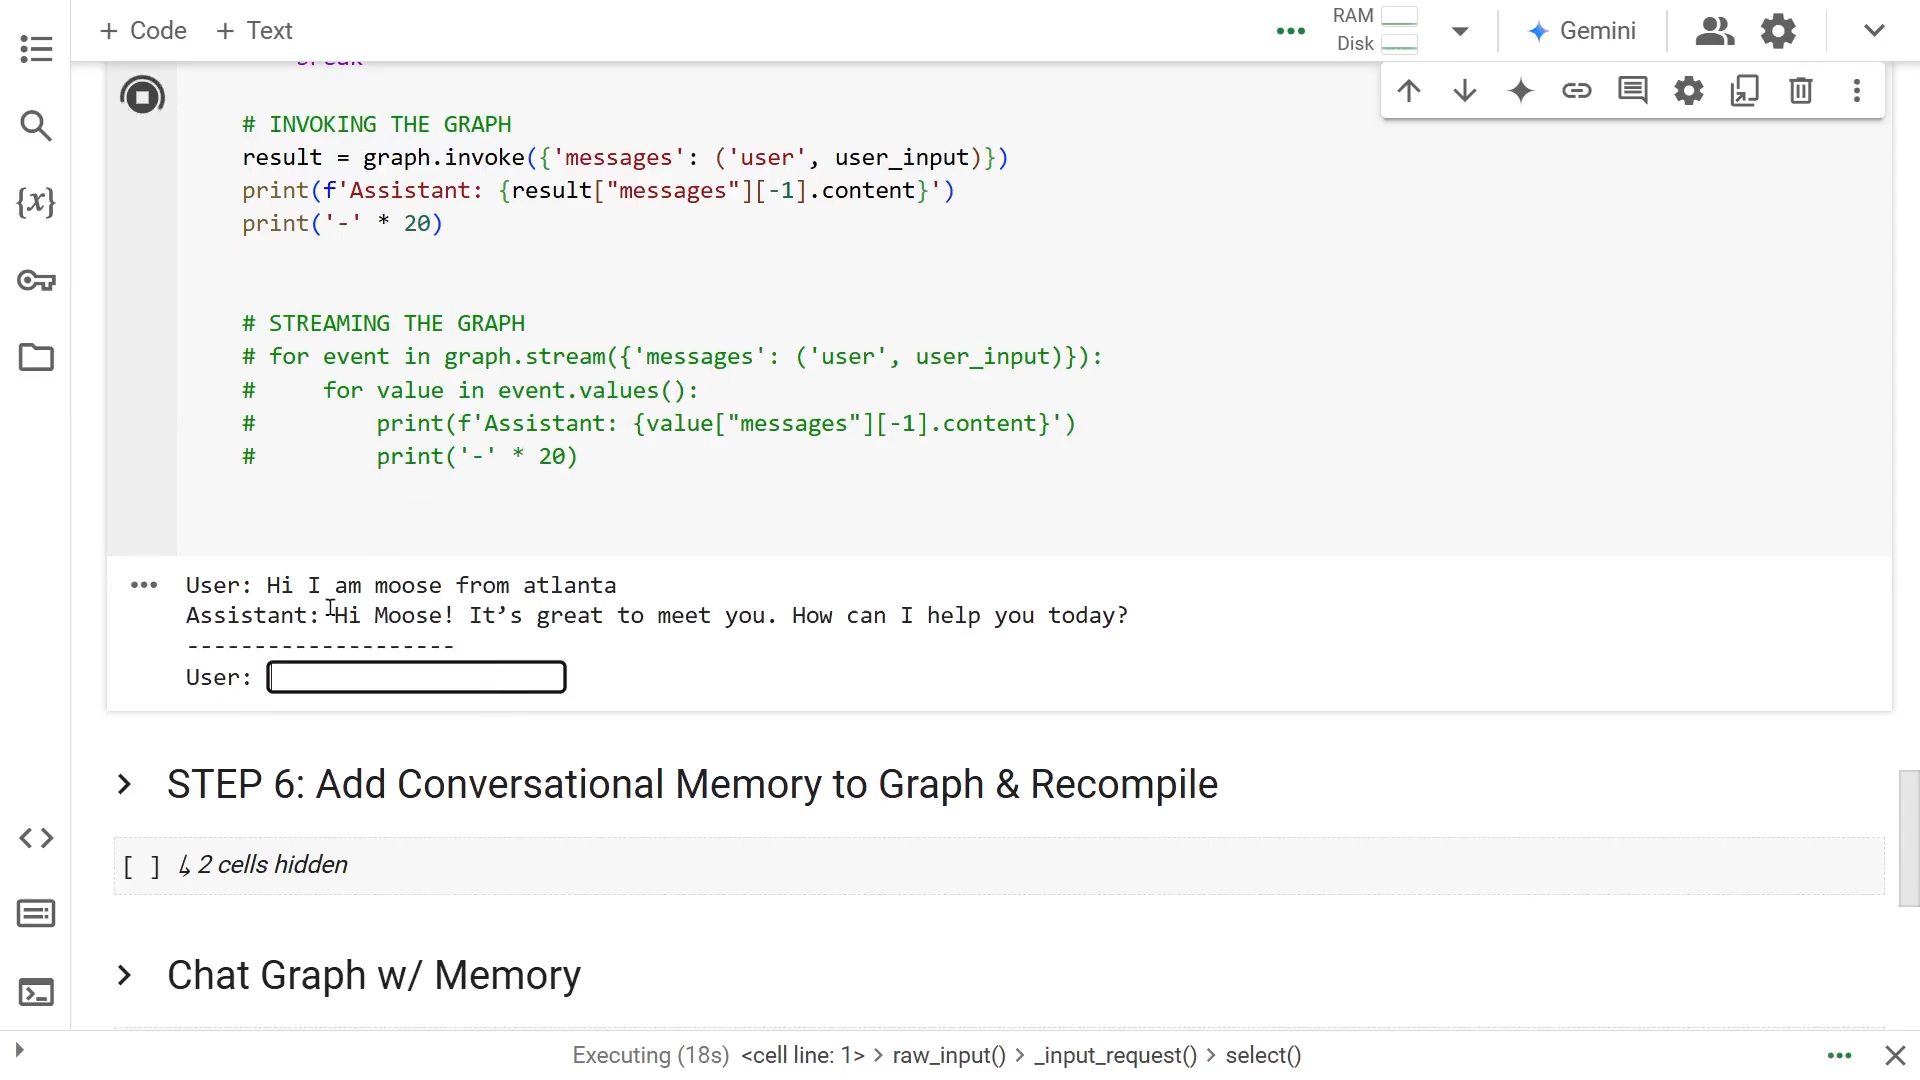 + Code + Text
RAM
Disk
Gemini
break
# INVOKING THE GRAPH
result = graph.invoke({'messages': ('user', user_input)})
print(f'Assistant: {result["messages"][-1].content}')
print('-' * 20)
# STREAMING THE GRAPH
# for event in graph.stream({'messages': ('user', user_input)}):
#     for value in event.values():
#         print(f'Assistant: {value["messages"][-1].content}')
#         print('-' * 20)
User: Hi I am moose from atlanta
Assistant: Hi Moose! It’s great to meet you. How can I help you today?
--------------------
User:
STEP 6: Add Conversational Memory to Graph & Recompile
[ ] ↳ 2 cells hidden
Chat Graph w/ Memory
Executing (18s) <cell line: 1> > raw_input() > _input_request() > select()